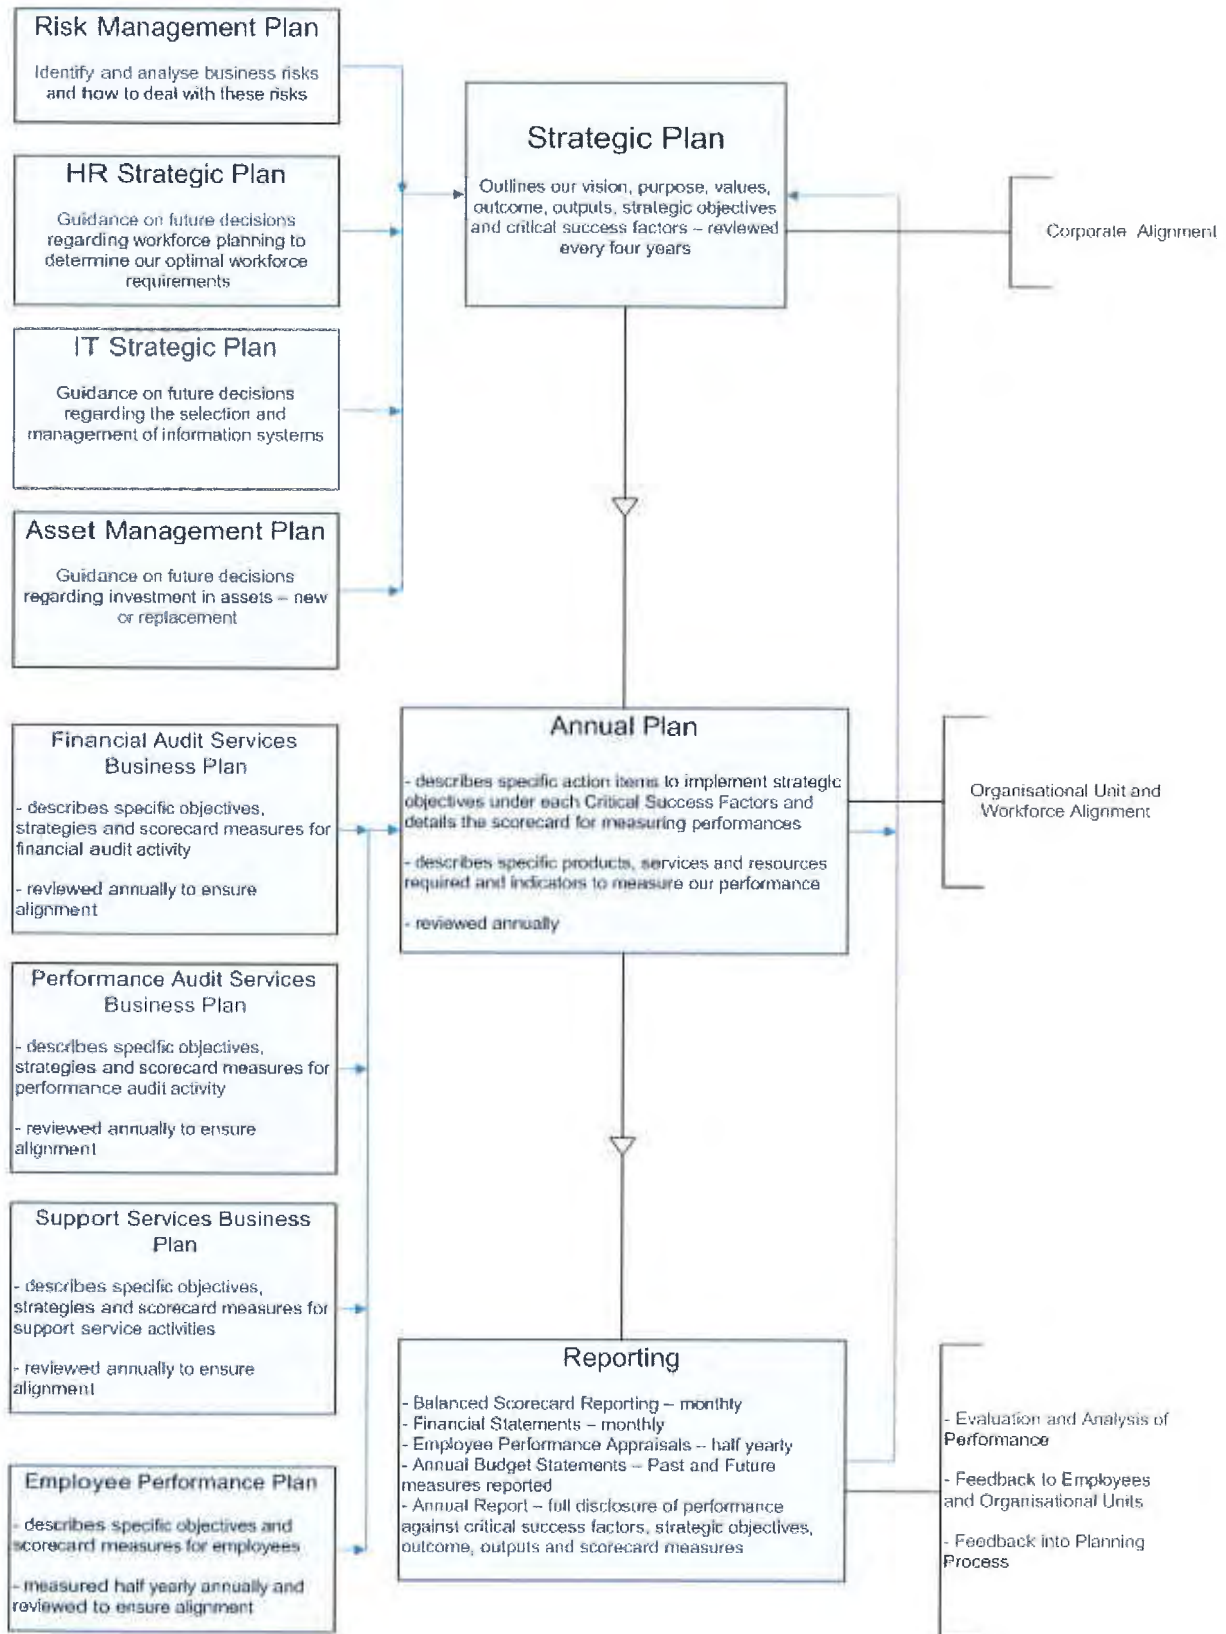 Risk Management Plan
Identify and analyse business risks
and how to deal with these risks
HR Strategic Plan
Guidance on future decisions
regarding workforce planning to
determine our optimal workforce
requirements
IT Strategic Plan
Guidance on future decisions
regarding the selection and
management of information systems
Asset Management Plan
Guidance on future decisions
regarding investment in assets – new
or replacement
Strategic Plan
Outlines our vision, purpose, values,
outcome, outputs, strategic objectives
and critical success factors – reviewed
every four years
Corporate Alignment
Financial Audit Services
Business Plan
- describes specific objectives,
strategies and scorecard measures for
financial audit activity
- reviewed annually to ensure
alignment
Annual Plan
- describes specific action items to implement strategic
objectives under each Critical Success Factors and
details the scorecard for measuring performances
- describes specific products, services and resources
required and indicators to measure our performance
- reviewed annually
Organisational Unit and
Workforce Alignment
Performance Audit Services
Business Plan
- describes specific objectives,
strategies and scorecard measures for
performance audit activity
- reviewed annually to ensure
alignment
Support Services Business
Plan
- describes specific objectives,
strategies and scorecard measures for
support service activities
- reviewed annually to ensure
alignment
Employee Performance Plan
- describes specific objectives and
scorecard measures for employees
- measured half yearly annually and
reviewed to ensure alignment
Reporting
- Balanced Scorecard Reporting – monthly
- Financial Statements – monthly
- Employee Performance Appraisals – half yearly
- Annual Budget Statements – Past and Future
measures reported
- Annual Report – full disclosure of performance
against critical success factors, strategic objectives,
outcome, outputs and scorecard measures
- Evaluation and Analysis of
Performance
- Feedback to Employees
and Organisational Units
- Feedback into Planning
Process